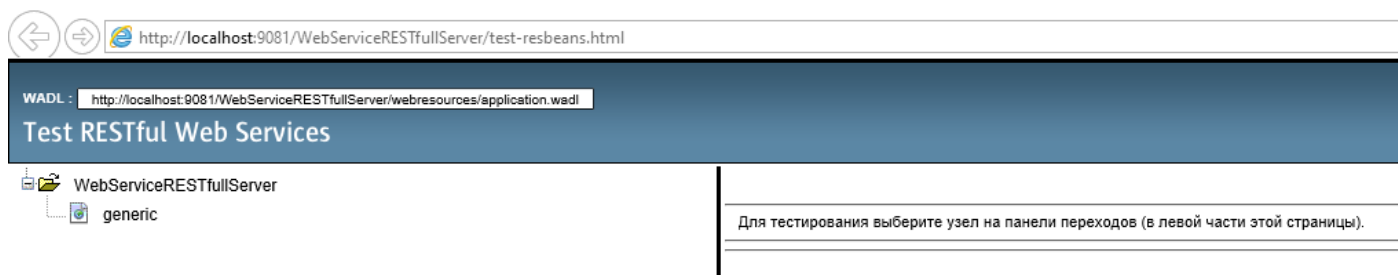 http://localhost:9081/WebServiceRESTfullServer/test-resbeans.html
WADL : http://localhost:9081/WebServiceRESTfullServer/webresources/application.wadl
Test RESTful Web Services
WebServiceRESTfullServer
generic
Для тестирования выберите узел на панели переходов (в левой части этой страницы).